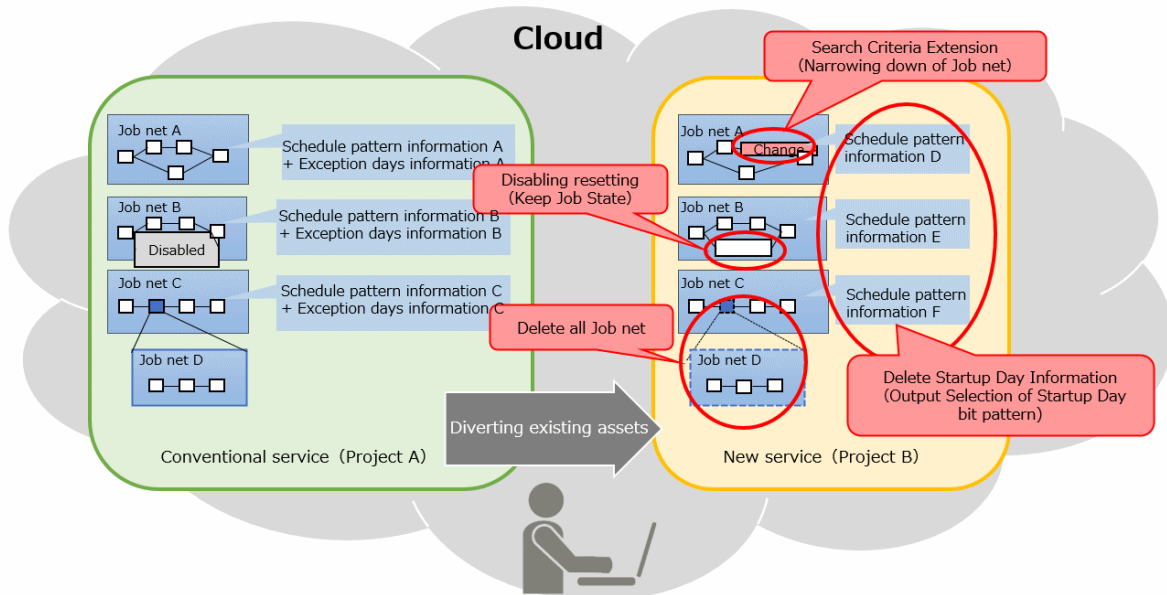 Cloud
Search Criteria Extension
(Narrowing down of Job net)
Job net A
Schedule pattern information A
+ Exception days information A
Job net B
Disabled
Schedule pattern information B
+ Exception days information B
Job net C
Schedule pattern information C
+ Exception days information C
Job net D
Conventional service (Project A)
Diverting existing assets
Disabling resetting
(Keep Job State)
Delete all Job net
Job net A
Change
Schedule pattern
information D
Job net B
Schedule pattern
information E
Job net C
Schedule pattern
information F
Job net D
Delete Startup Day Information
(Output Selection of Startup Day
bit pattern)
New service (Project B)